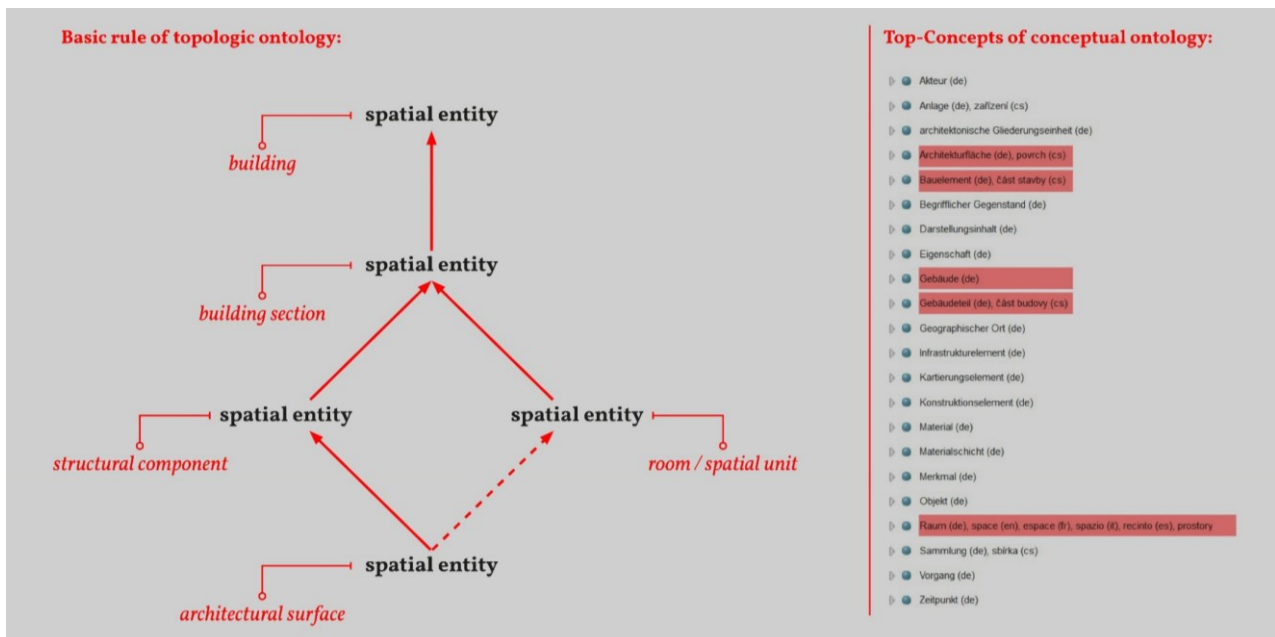 Basic rule of topologic ontology:
spatial entity
building
spatial entity
building section
spatial entity
spatial entity
structural component
room / spatial unit
spatial entity
architectural surface
Top-Concepts of conceptual ontology:
Akteur (de)
Anlage (de), zařízení (cs)
architektonische Gliederungseinheit (de)
Architekturfläche (de), povrch (cs)
Bauelement (de), část stavby (cs)
Begrifflicher Gegenstand (de)
Darstellungsinhalt (de)
Eigenschaft (de)
Gebäude (de)
Gebäudeteil (de), část budovy (cs)
Geographischer Ort (de)
Infrastrukturelement (de)
Kartierungselement (de)
Konstruktionselement (de)
Material (de)
Materialschicht (de)
Merkmal (de)
Objekt (de)
Raum (de), space (en), espace (fr), spazio (it), recinto (es), prostory
Sammlung (de), sbírka (cs)
Vorgang (de)
Zeitpunkt (de)